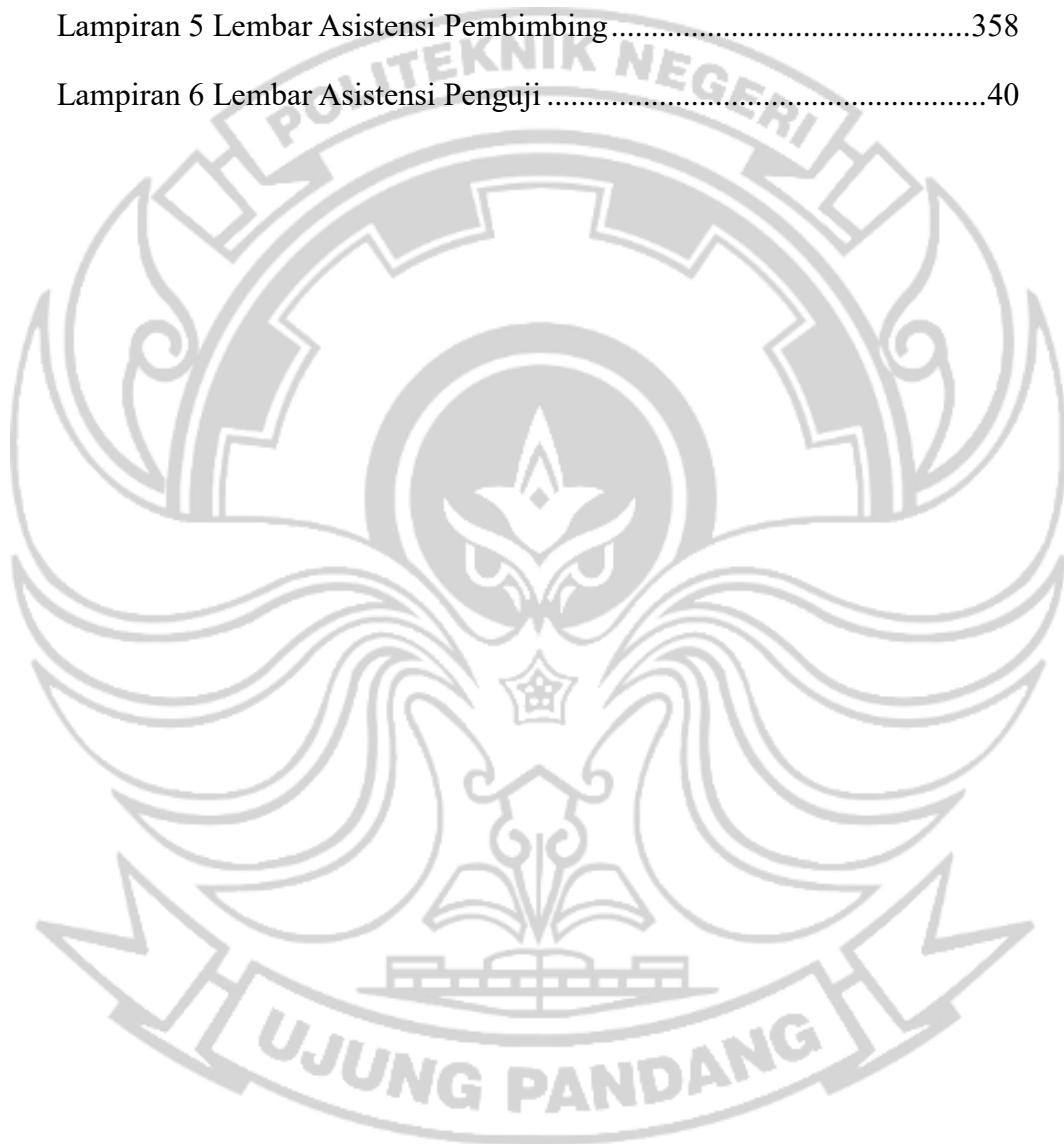 Lampiran 5 Lembar Asistensi Pembimbing.............................................358
Lampiran 6 Lembar Asistensi Penguji.......................................................40
POLITEKNIK NEGERI
UJUNG PANDANG